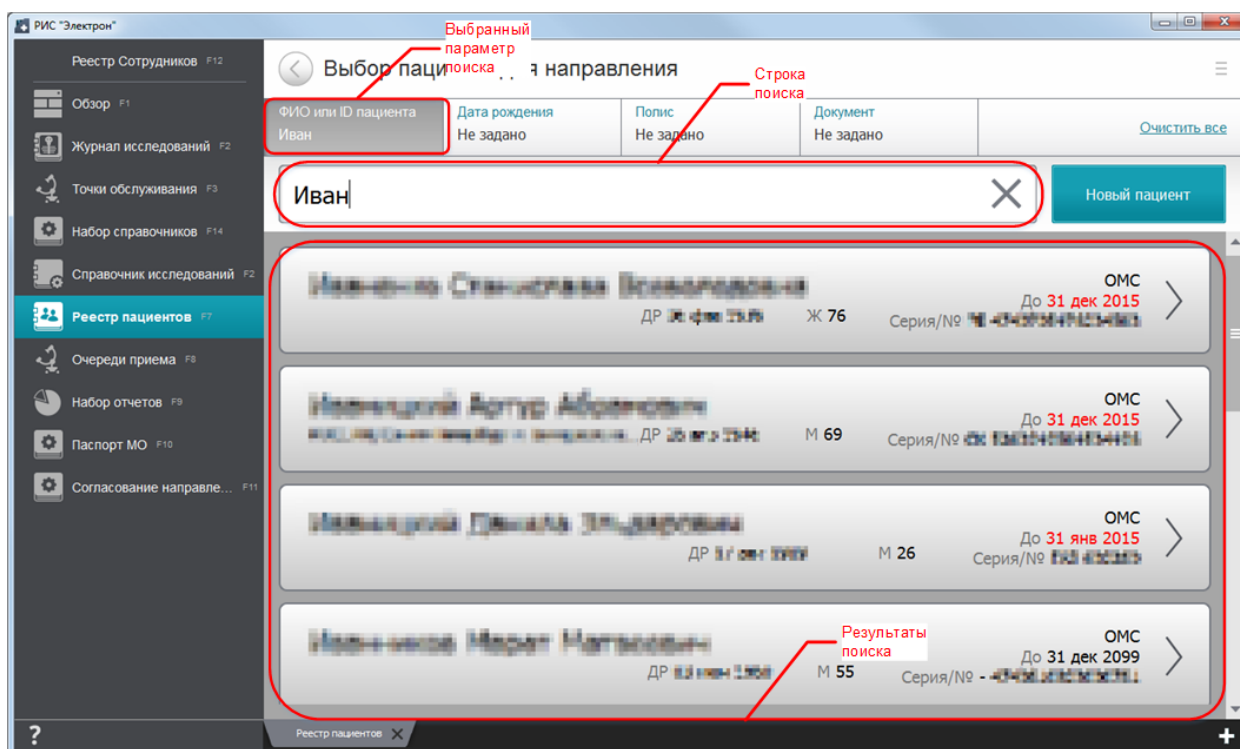 РИС "Электрон"
Реестр Сотрудников F12
Обзор F1
Журнал исследований F2
Точки обслуживания F3
Набор справочников F14
Справочник исследований F2
Реестр пациентов F7
Очереди приема F8
Набор отчетов F9
Паспорт МО F10
Согласование направле... F11
?
Выбранный
параметр
поиска
Выбор паци я направления
Строка
поиска
ФИО или ID пациента
Иван
Дата рождения
Не задано
Полис
Не задано
Документ
Не задано
Очистить все
Иван
Новый пациент
ОМС
До 31 дек 2015
ДР Ж 76 Серия/№
ОМС
До 31 дек 2015
ДР М 69 Серия/№
ОМС
До 31 янв 2015
ДР М 26 Серия/№
Результаты
поиска
ОМС
До 31 дек 2099
ДР М 55 Серия/№ -
Реестр пациентов